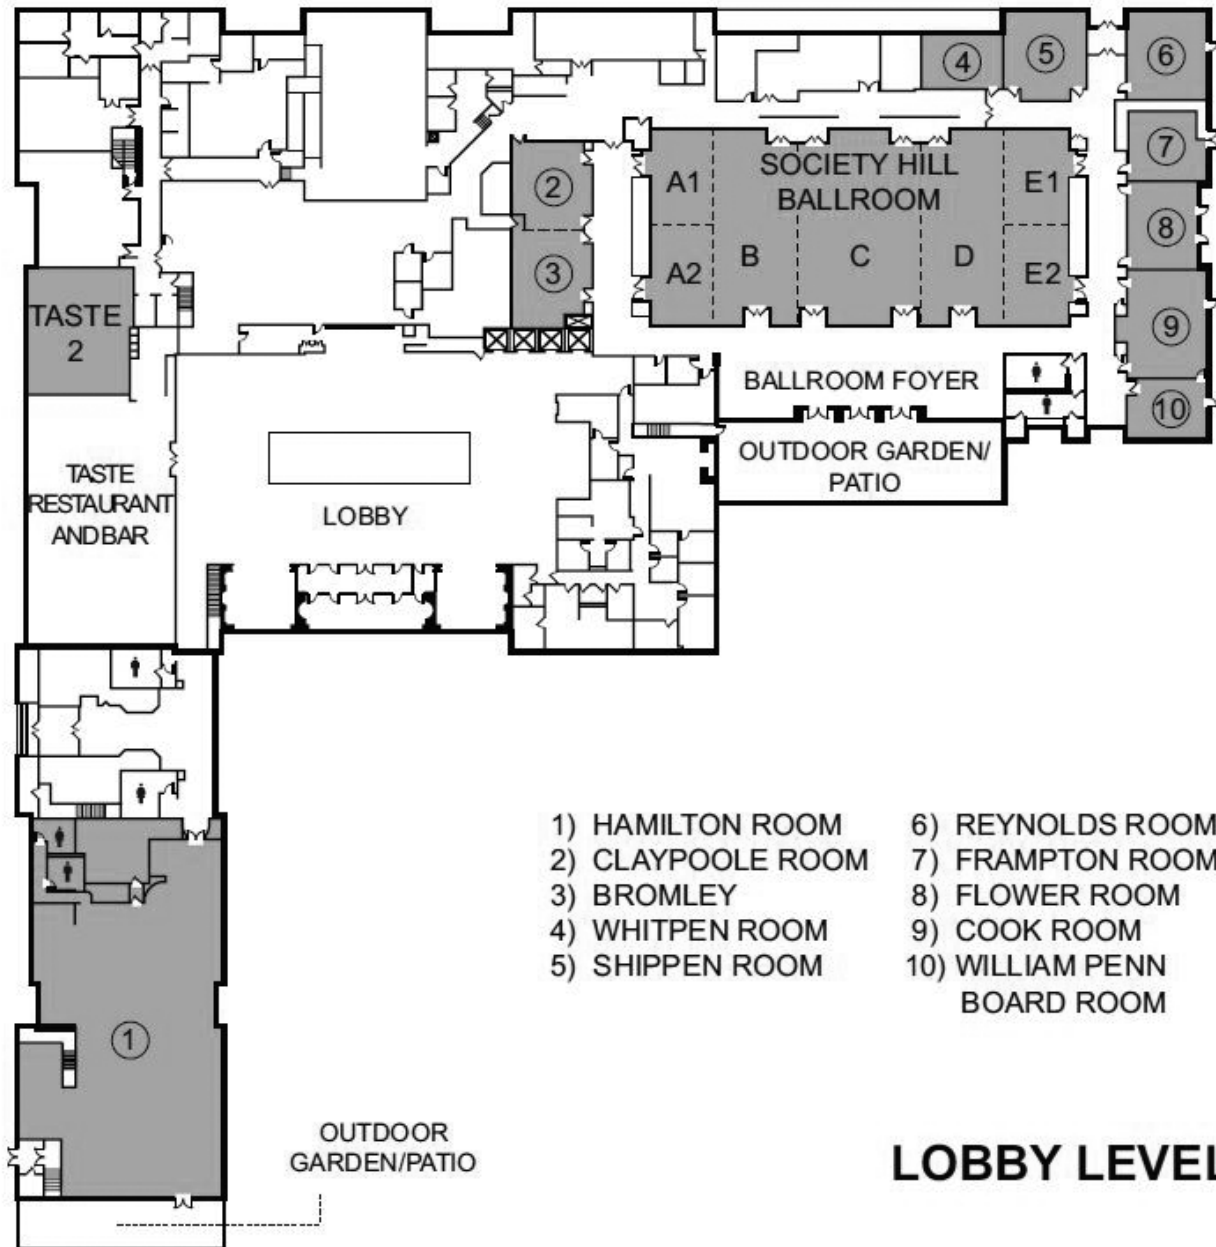 4
5
6
7
8
9
10
2
3
SOCIETY HILL
BALLROOM
A1
E1
A2
B
C
D
E2
TASTE
2
BALLROOM FOYER
OUTDOOR GARDEN/
PATIO
TASTE
RESTAURANT
ANDBAR
LOBBY
1) HAMILTON ROOM
2) CLAYPOOLE ROOM
3) BROMLEY
4) WHITPEN ROOM
5) SHIPPEN ROOM
6) REYNOLDS ROOM
7) FRAMPTON ROOM
8) FLOWER ROOM
9) COOK ROOM
10) WILLIAM PENN
BOARD ROOM
1
OUTDOOR
GARDEN/PATIO
LOBBY LEVEL